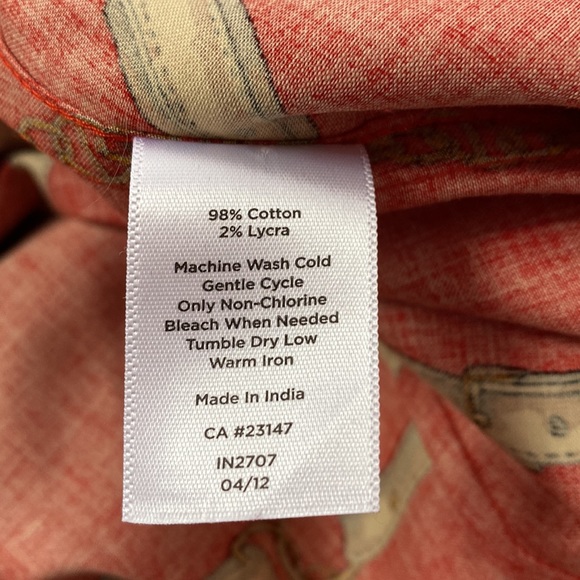 98% Cotton
2% Lycra
Machine Wash Cold
Gentle Cycle
Only Non-Chlorine
Bleach When Needed
Tumble Dry Low
Warm Iron
Made In India
CA #23147
IN2707
04/12